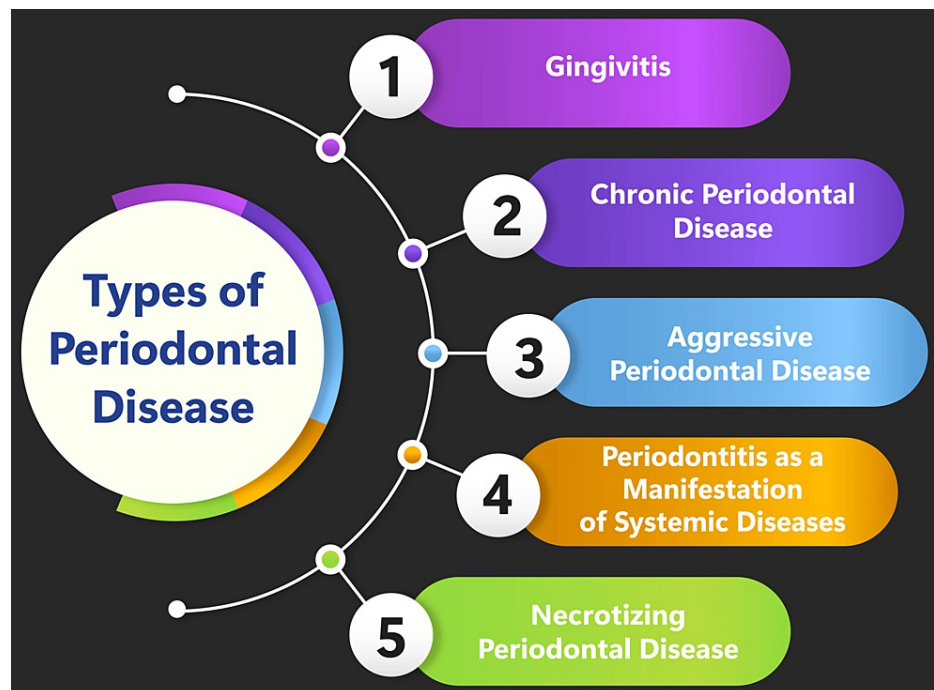 Types of
Periodontal
Disease
1
Gingivitis
2
Chronic Periodontal
Disease
3
Aggressive
Periodontal Disease
4
Periodontitis as a
Manifestation
of Systemic Diseases
5
Necrotizing
Periodontal Disease